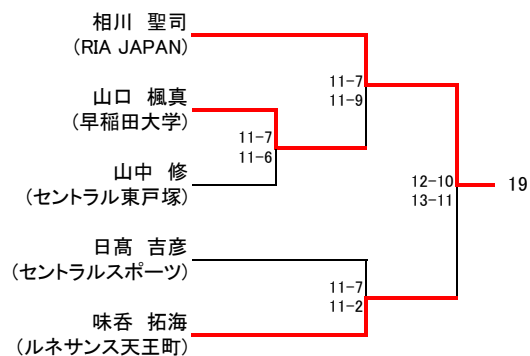 相川 聖司
(RIA JAPAN)
山口 楓真
(早稲田大学)
山中 修
(セントラル東戸塚)
日髙 吉彦
(セントラルスポーツ)
味呑 拓海
(ルネサンス天王町)
11-7
11-6
11-7
11-9
11-7
11-2
12-10
13-11
19